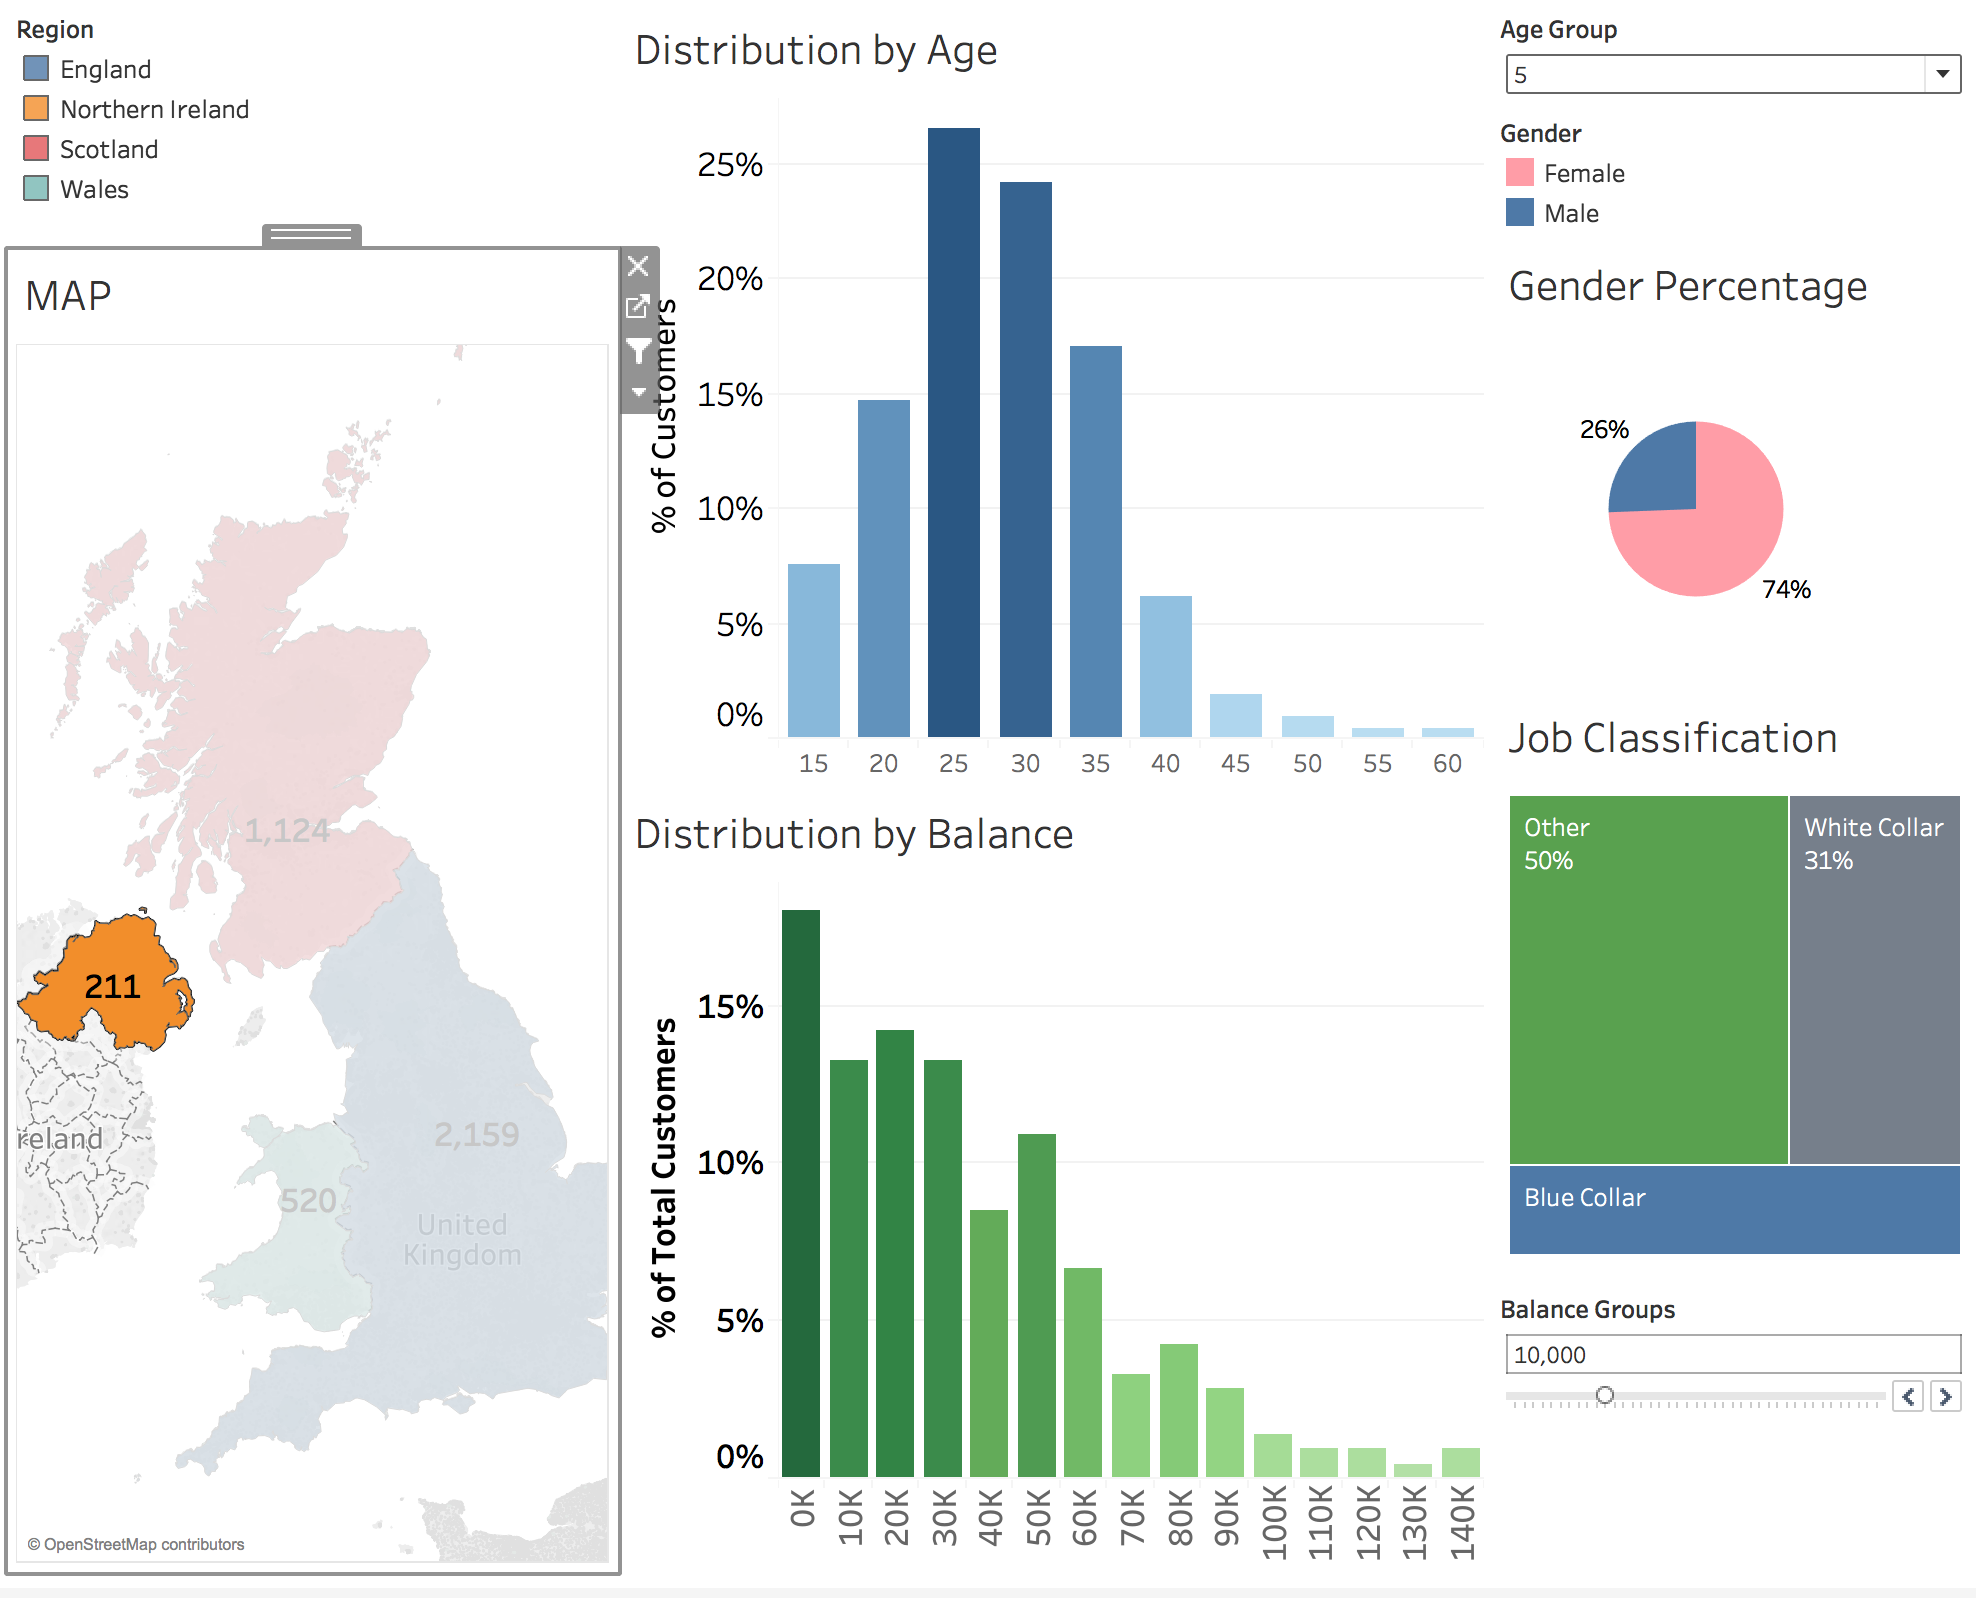 Region
England
Northern Ireland
Scotland
Wales
MAP
1,124
211
2,159
520
reland
United
Kingdom
© OpenStreetMap contributors
Distribution by Age
% of Customers
25%
20%
15%
10%
5%
0%
15 20 25 30 35 40 45 50 55 60
Distribution by Balance
% of Total Customers
15%
10%
5%
0%
0K 10K 20K 30K 40K 50K 60K 70K 80K 90K 100K 110K 120K 130K 140K
Age Group
5
Gender
Female
Male
Gender Percentage
26%
74%
Job Classification
Other
50%
White Collar
31%
Blue Collar
Balance Groups
10,000